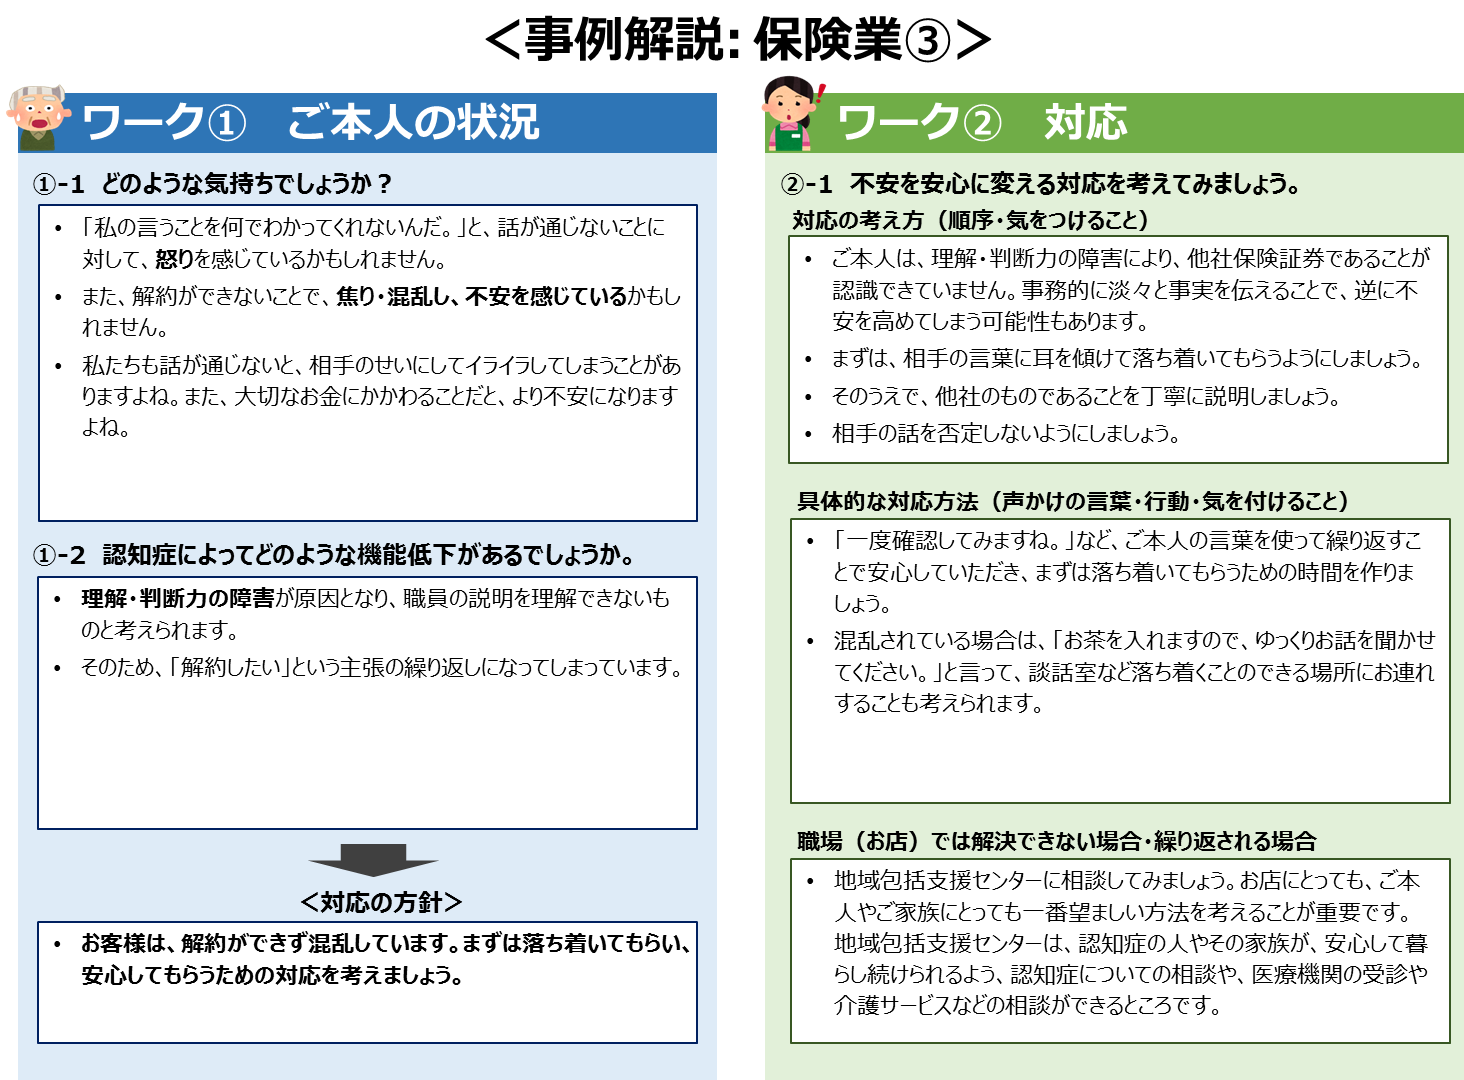 ＜事例解説：保険業③＞
ワーク①　ご本人の状況
①-1　どのような気持ちでしょうか？
• 「私の言うことを何でわかってくれないんだ。」と、話が通じないことに
対して、怒りを感じているかもしれません。
• また、解約ができないことで、焦り・混乱し、不安を感じているかもし
れません。
• 私たちも話が通じないと、相手のせいにしてイライラしてしまうことがあ
りますよね。また、大切なお金にかかわることだと、より不安になります
よね。
①-2　認知症によってどのような機能低下があるでしょうか。
• 理解・判断力の障害が原因となり、職員の説明を理解できないも
のと考えられます。
• そのため、「解約したい」という主張の繰り返しになってしまっています。
＜対応の方針＞
• お客様は、解約ができず混乱しています。まずは落ち着いてもらい、
安心してもらうための対応を考えましょう。
ワーク②　対応
②-1　不安を安心に変える対応を考えてみましょう。
対応の考え方（順序・気をつけること）
• ご本人は、理解・判断力の障害により、他社保険証券であることが
認識できていません。事務的に淡々と事実を伝えることで、逆に不
安を高めてしまう可能性もあります。
• まずは、相手の言葉に耳を傾けて落ち着いてもらうようにしましょう。
• そのうえで、他社のものであることを丁寧に説明しましょう。
• 相手の話を否定しないようにしましょう。
具体的な対応方法（声かけの言葉・行動・気を付けること）
• 「一度確認してみますね。」など、ご本人の言葉を使って繰り返すこ
とで安心していただき、まずは落ち着いてもらうための時間を作りま
しょう。
• 混乱されている場合は、「お茶を入れますので、ゆっくりお話を聞かせ
てください。」と言って、談話室など落ち着くことのできる場所にお連れ
することも考えられます。
職場（お店）では解決できない場合・繰り返される場合
• 地域包括支援センターに相談してみましょう。お店にとっても、ご本
人やご家族にとっても一番望ましい方法を考えることが重要です。
地域包括支援センターは、認知症の人やその家族が、安心して暮
らし続けられるよう、認知症についての相談や、医療機関の受診や
介護サービスなどの相談ができるところです。